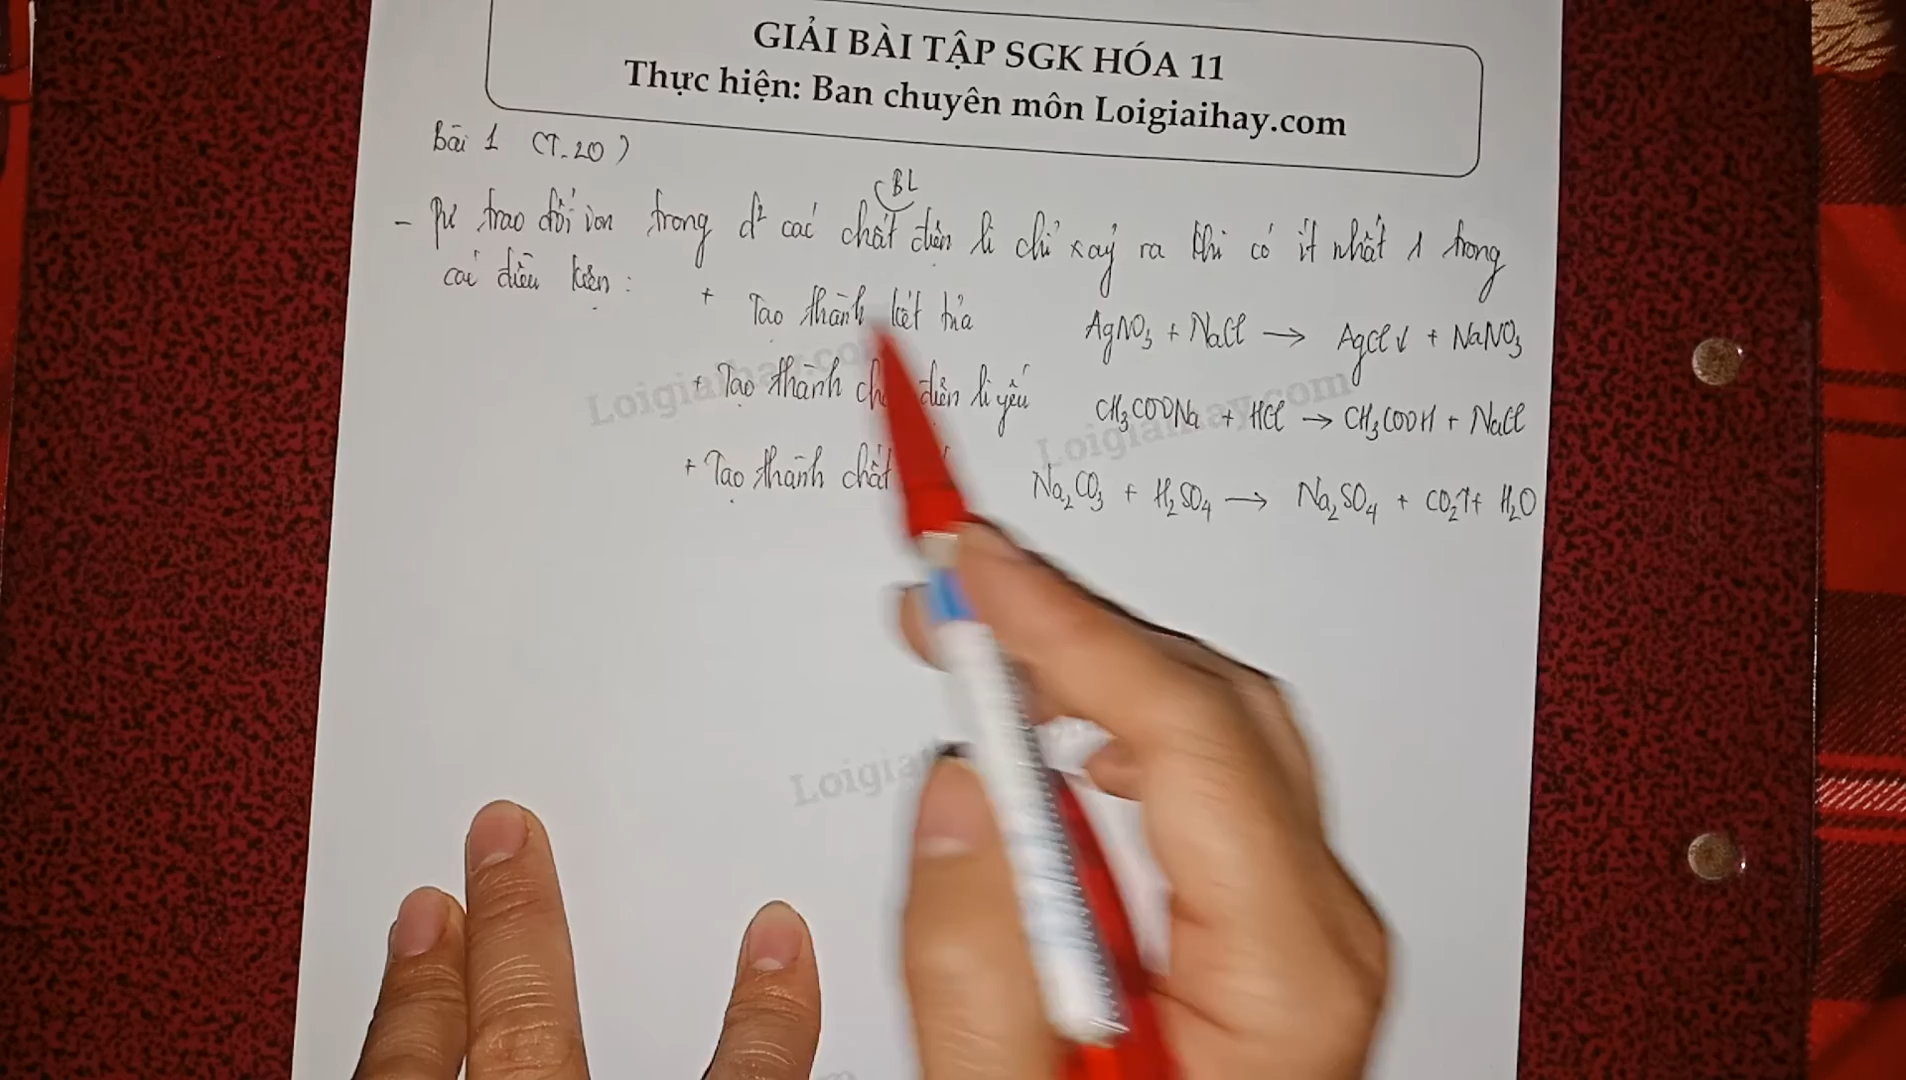 GIẢI BÀI TẬP SGK HÓA 11
Thực hiện: Ban chuyên môn Loigiaihay.com
Bài 1 (T-20)
BL
- Pư trao đổi ion trong d² các chất điện li chỉ xảy ra khi có ít nhất 1 trong
các điều kiện :
+ Tạo thành kết tủa AgNO₃ + NaCl → AgCl↓ + NaNO₃
+ Tạo thành điện li yếu CH₃COONa + HCl → CH₃COOH + NaCl
+ Tạo thành chất Na₂CO₃ + H₂SO₄ → Na₂SO₄ + CO₂↑ + H₂O
Loigiaihay.com
Loigiaihay.com